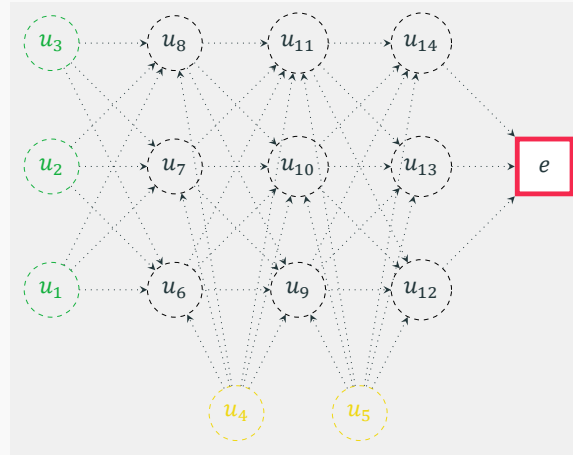 u₃ u₈ u₁₁ u₁₄
u₂ u₇ u₁₀ u₁₃ e
u₁ u₆ u₉ u₁₂
u₄ u₅